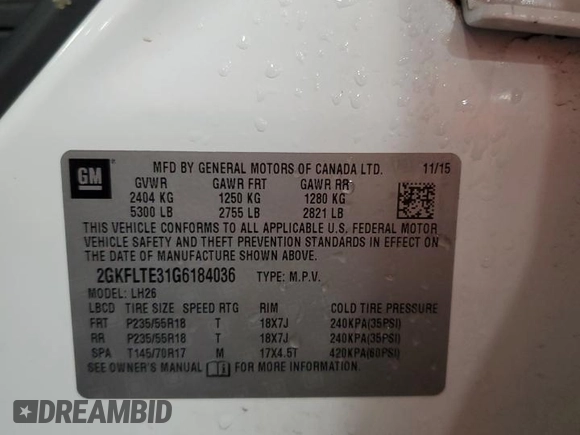 GM
MFD BY GENERAL MOTORS OF CANADA LTD. 11/15
GVWR GAWR FRT GAWR RR
2404 KG 1250 KG 1280 KG
5300 LB 2755 LB 2821 LB
THIS VEHICLE CONFORMS TO ALL APPLICABLE U.S. FEDERAL MOTOR
VEHICLE SAFETY AND THEFT PREVENTION STANDARDS IN EFFECT ON
THE DATE OF MANUFACTURE SHOWN ABOVE.
2GKFLTE31G6184036 TYPE: M.P.V.
MODEL: LH26
LBCD TIRE SIZE SPEED RTG RIM COLD TIRE PRESSURE
FRT P235/55R18 T 18X7J 240KPA(35PSI)
RR P235/55R18 T 18X7J 240KPA(35PSI)
SPA T145/70R17 M 17X4.5T 420KPA(60PSI)
SEE OWNER'S MANUAL FOR MORE INFORMATION.
DREAMBID